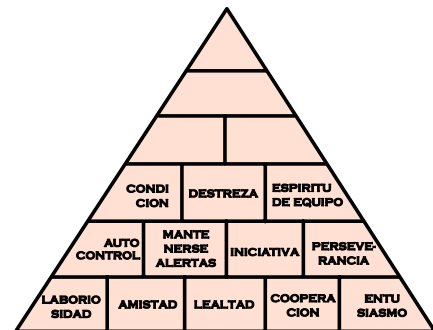 CONDI
CION
DESTREZA
ESPIRITU
DE EQUIPO
AUTO
CONTROL
MANTE
NERSE
ALERTAS
INICIATIVA
PERSEVE-
RANCIA
LABORIO
SIDAD
AMISTAD
LEALTAD
COOPERA
CION
ENTU
SIASMO